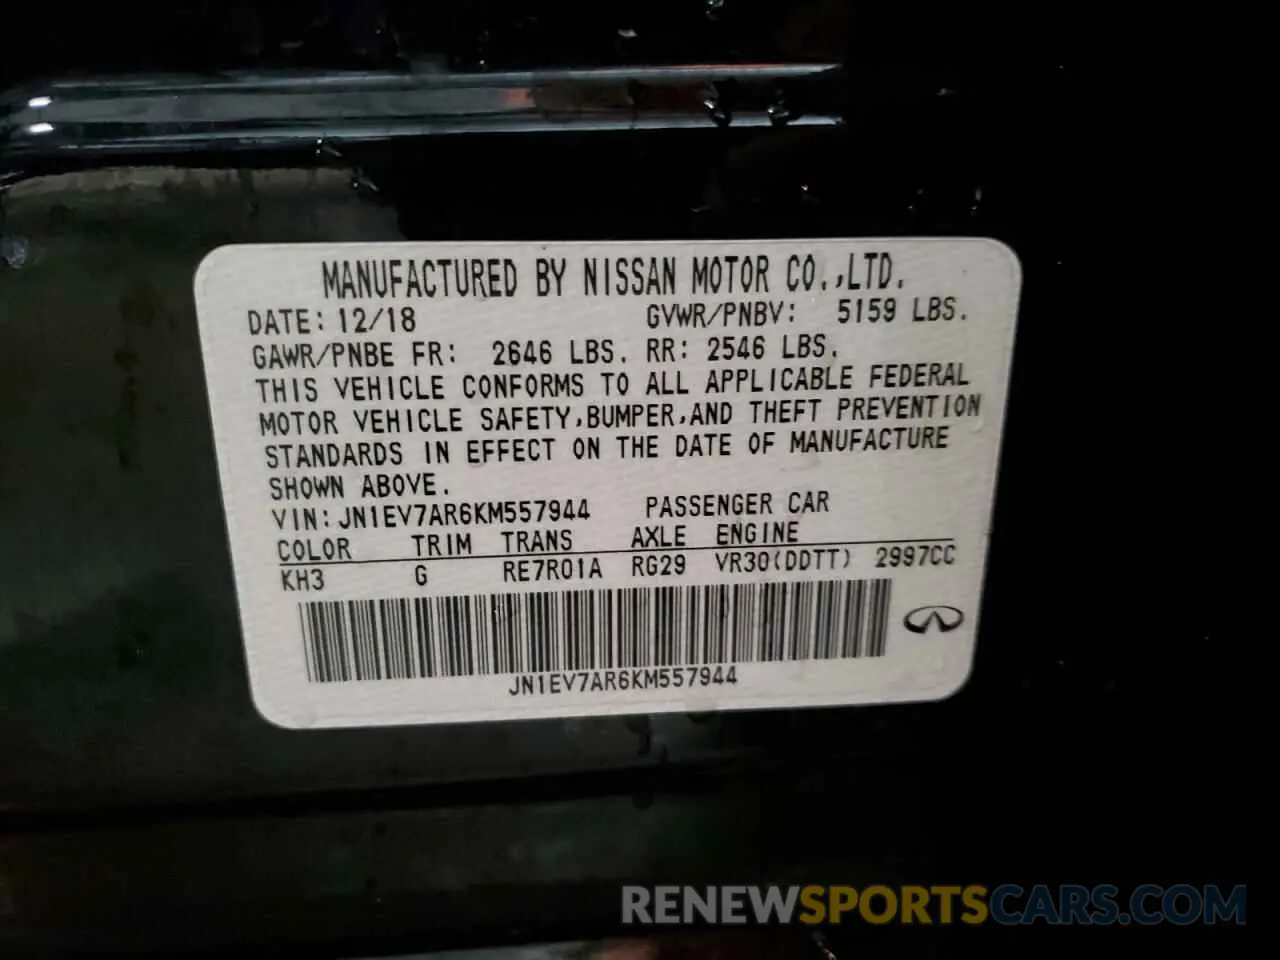 MANUFACTURED BY NISSAN MOTOR CO.,LTD.
DATE: 12/18 GVWR/PNBV: 5159 LBS.
GAWR/PNBE FR: 2646 LBS. RR: 2546 LBS.
THIS VEHICLE CONFORMS TO ALL APPLICABLE FEDERAL
MOTOR VEHICLE SAFETY,BUMPER,AND THEFT PREVENTION
STANDARDS IN EFFECT ON THE DATE OF MANUFACTURE
SHOWN ABOVE.
VIN:JN1EV7AR6KM557944 PASSENGER CAR
COLOR TRIM TRANS AXLE ENGINE
KH3 G RE7R01A RG29 VR30(DDTT) 2997CC
JN1EV7AR6KM557944
RENEWSPORTSCARS.COM